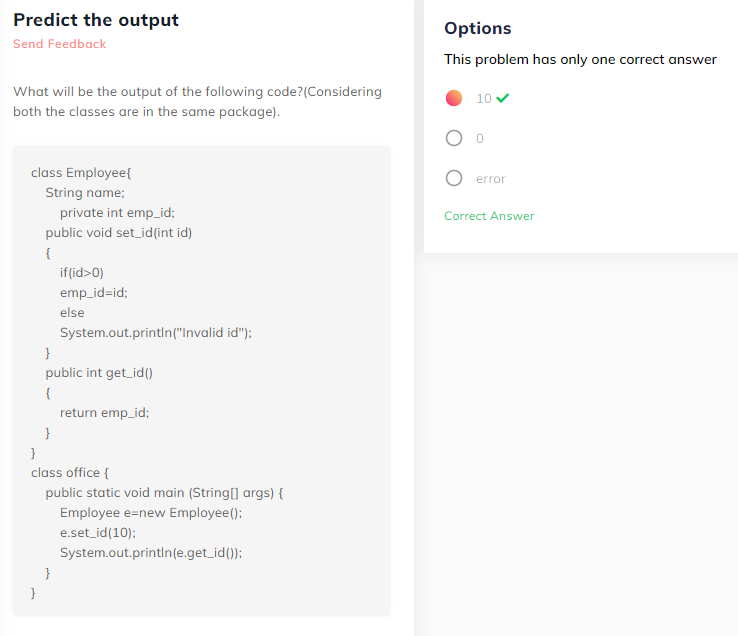 Predict the output
Send Feedback
What will be the output of the following code?(Considering
both the classes are in the same package).
class Employee{
String name;
private int emp_id;
public void set_id(int id)
{
if(id>0)
emp_id=id;
else
System.out.println("Invalid id");
}
public int get_id()
{
return emp_id;
}
}
class office {
public static void main (String[] args) {
Employee e=new Employee();
e.set_id(10);
System.out.println(e.get_id());
}
}
Options
This problem has only one correct answer
10
0
error
Correct Answer